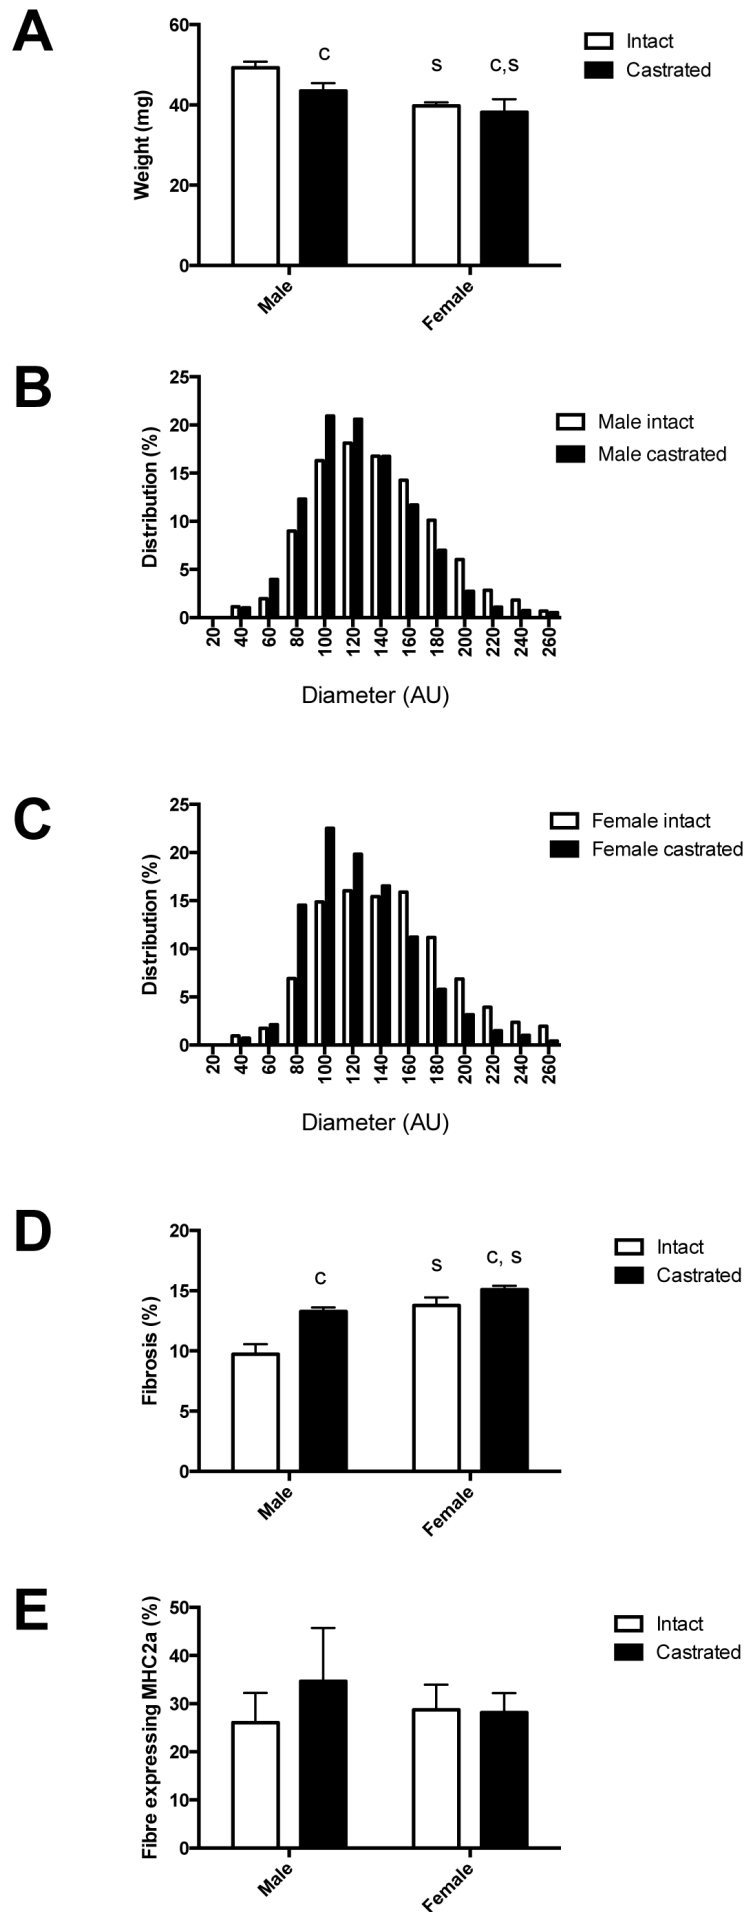 A
Weight (mg)
60
40
20
0
c
s
c,s
Male
Female
Intact
Castrated
B
Distribution (%)
25
20
15
10
5
0
20 40 60 80 100 120 140 160 180 200 220 240 260
Diameter (AU)
Male intact
Male castrated
C
Distribution (%)
25
20
15
10
5
0
20 40 60 80 100 120 140 160 180 200 220 240 260
Diameter (AU)
Female intact
Female castrated
D
Fibrosis (%)
20
15
10
5
0
c
s
c, s
Male
Female
Intact
Castrated
E
Fibre expressing MHC2a (%)
50
40
30
20
10
0
Male
Female
Intact
Castrated